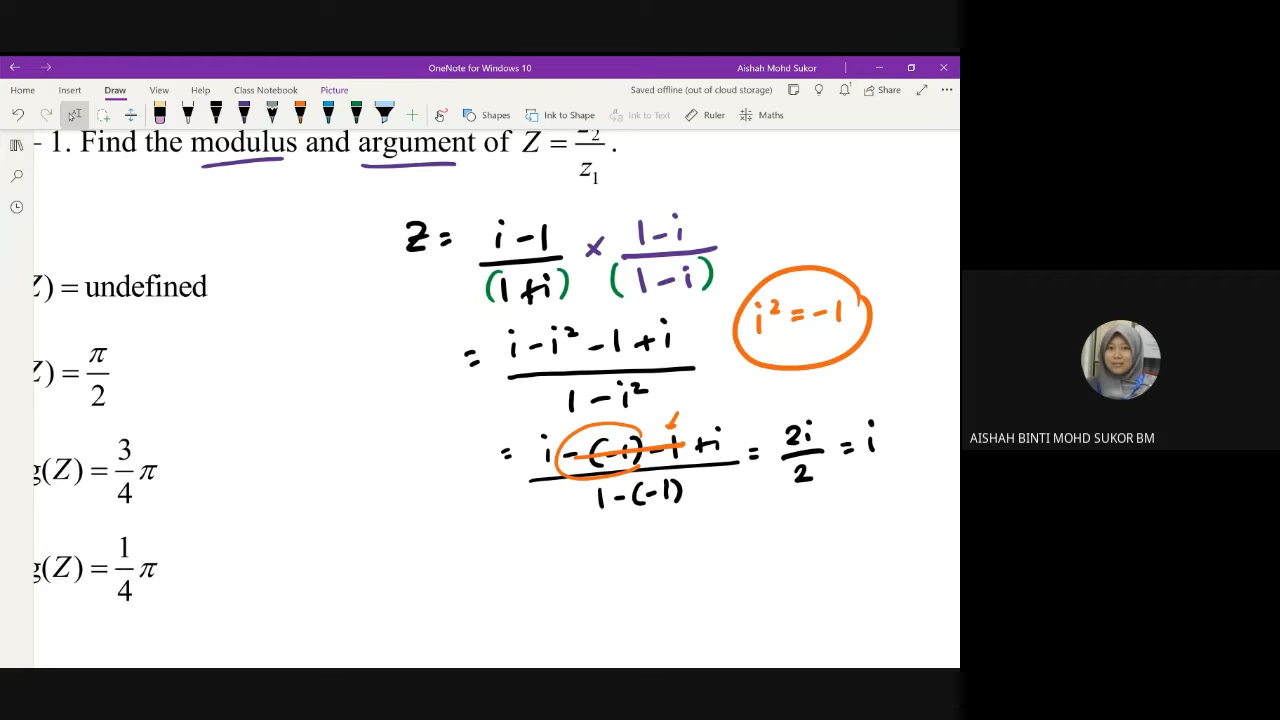 OneNote for Windows 10
Aishah Mohd Sukor
Home Insert Draw View Help Class Notebook Picture
Saved offline (out of cloud storage) Share
Shapes Ink to Shape Ink to Text Ruler Maths
- 1. Find the modulus and argument of Z = z₂/z₁.
Z = (i - 1)/(1 + i) × (1 - i)/(1 - i)
Z) = undefined
i² = -1
= (i - i² - 1 + i)/(1 - i²)
Z) = π/2
= (i - (-1) - 1 + i)/(1 - (-1)) = 2i/2 = i
g(Z) = 3/4 π
g(Z) = 1/4 π
AISHAH BINTI MOHD SUKOR BM